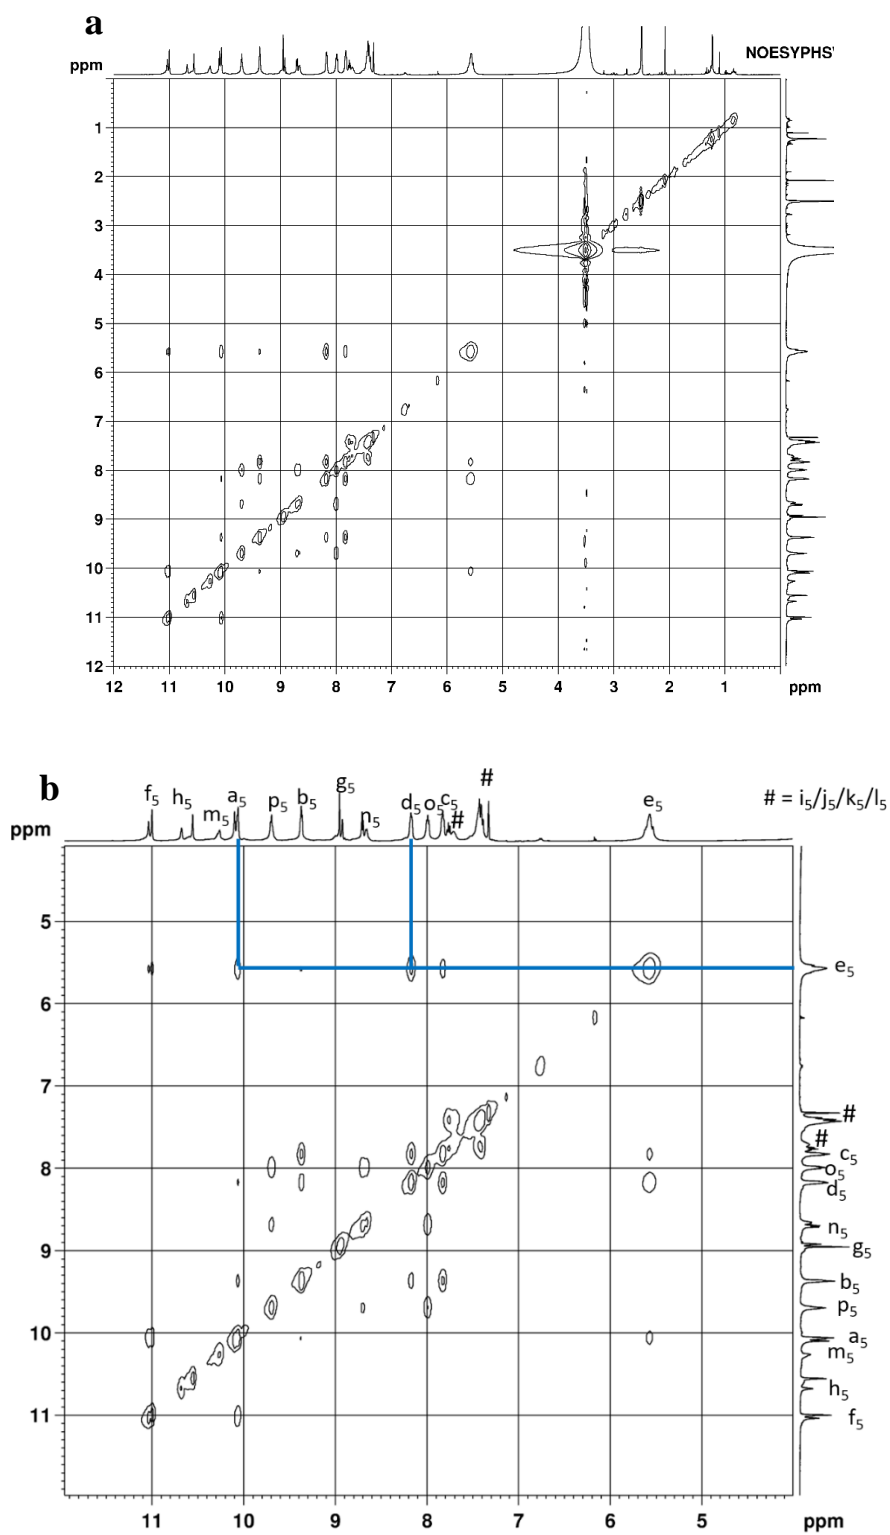 a
NOESYPHS
ppm
1
2
3
4
5
6
7
8
9
10
11
12
12 11 10 9 8 7 6 5 4 3 2 1 ppm
b
f5 h5 m5 a5 p5 b5 g5 n5 d5 o5 c5 # # e5
# = i5/j5/k5/l5
ppm
5
e5
6
7
#
#
8
c5
o5
d5
n5
9
g5
b5
p5
10
a5
m5
h5
11
f5
11 10 9 8 7 6 5 ppm